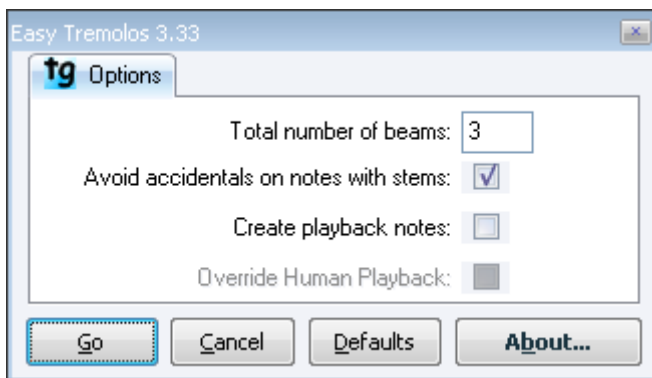 Easy Tremolos 3.33
tg Options
Total number of beams: 3
Avoid accidentals on notes with stems:
Create playback notes:
Override Human Playback:
Go Cancel Defaults About...